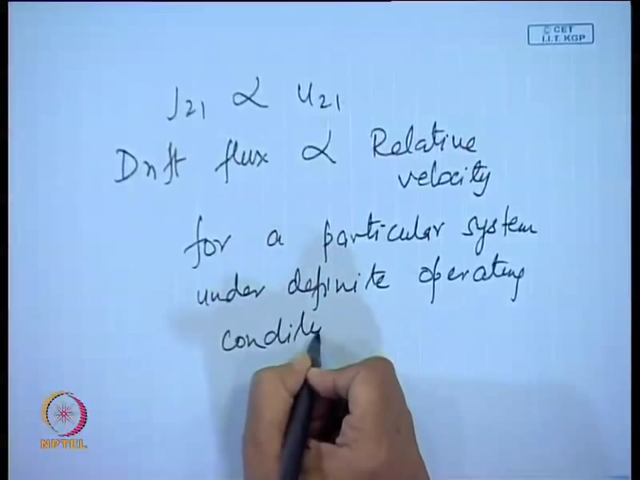 © CET
I.I.T. KGP
j21 ∝ u21
Drift flux ∝ Relative
velocity
for a particular system
under definite operating
NPTEL